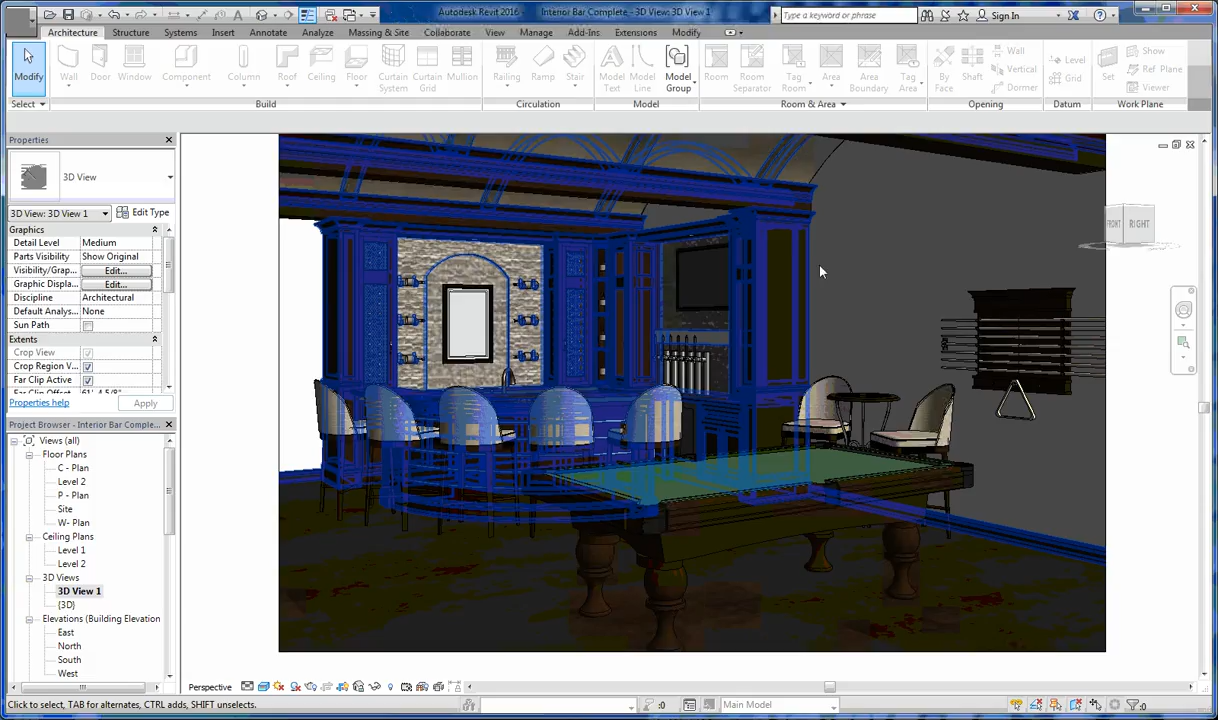 Autodesk Revit 2016 - Interior Bar Complete - 3D View: 3D View 1
Type a keyword or phrase
Sign In
Architecture Structure Systems Insert Annotate Analyze Massing & Site Collaborate View Manage Add-Ins Extensions Modify
Modify Wall Door Window Component Column Roof Ceiling Floor Curtain System Curtain Grid Mullion Railing Ramp Stair Model Text Model Line Model Group Room Room Separator Tag Room Area Area Boundary Tag Area By Face Shaft Wall Vertical Dormer Level Grid Set Show Ref Plane Viewer
Select Build Circulation Model Room & Area Opening Datum Work Plane
Properties
3D View
3D View: 3D View 1 Edit Type
Graphics
Detail Level Medium
Parts Visibility Show Original
Visibility/Grap... Edit...
Graphic Displa... Edit...
Discipline Architectural
Default Analys... None
Sun Path
Extents
Crop View
Crop Region V...
Far Clip Active
Far Clip Offset 61' 4 5/8"
Properties help Apply
Project Browser - Interior Bar Comple...
Views (all)
Floor Plans
C - Plan
Level 2
P - Plan
Site
W- Plan
Ceiling Plans
Level 1
Level 2
3D Views
3D View 1
{3D}
Elevations (Building Elevation
East
North
South
West
FRONT RIGHT
Perspective
Click to select, TAB for alternates, CTRL adds, SHIFT unselects.
:0
Main Model
:0